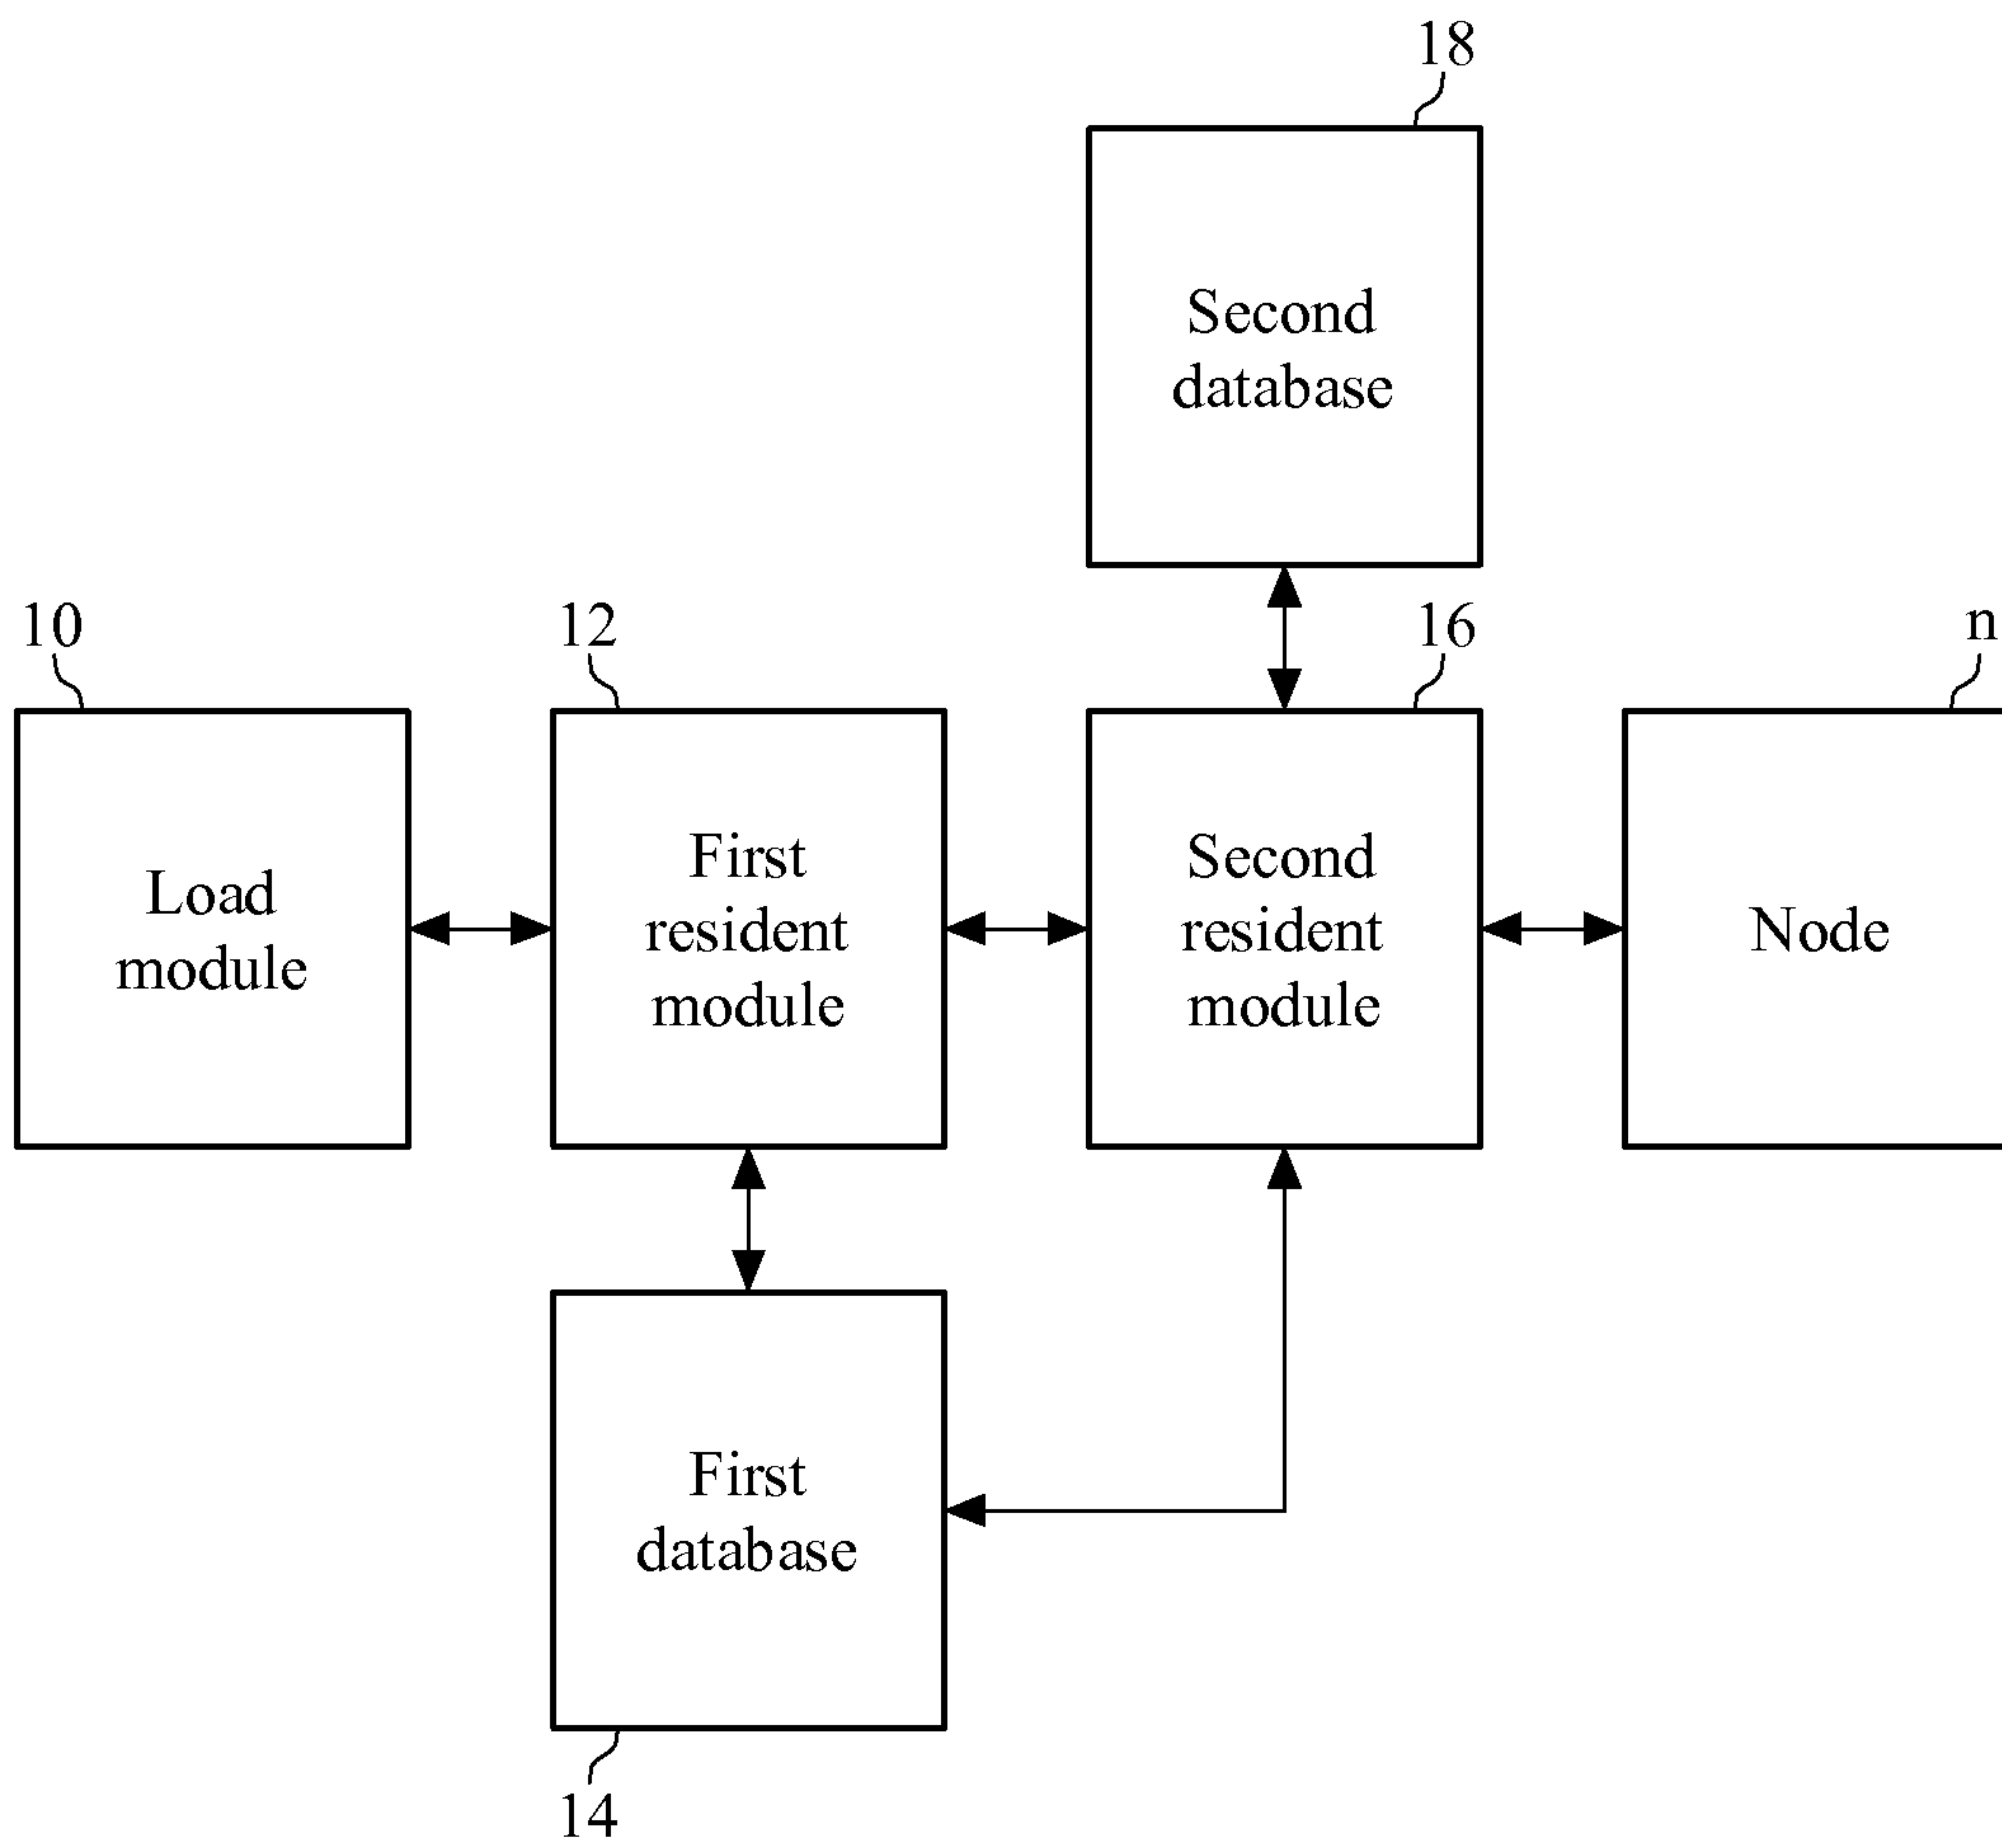 18
Second
database
10
12
16
n
Load
module
First
resident
module
Second
resident
module
Node
First
database
14